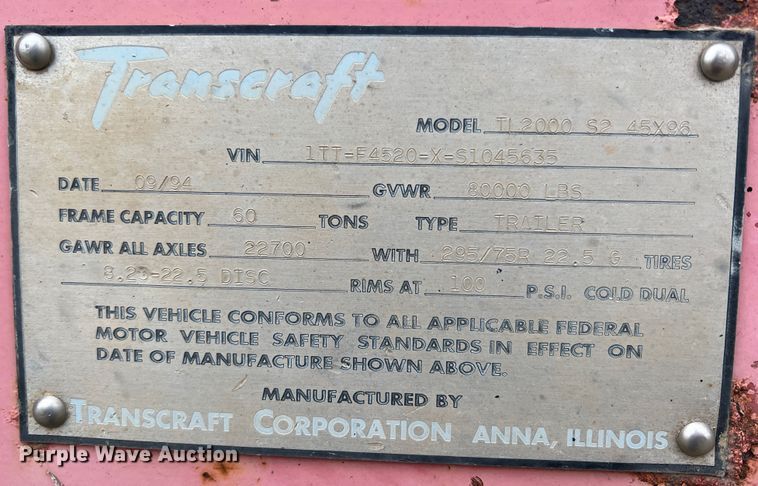 Transcraft
MODEL TL2000 S2 45X96
VIN 1TT-F4520-X-S1045635
DATE 09/94 GVWR 80000 LBS
FRAME CAPACITY 60 TONS TYPE TRAILER
GAWR ALL AXLES 22700 WITH 295/75R 22.5 G TIRES
8.25-22.5 DISC RIMS AT 100 P.S.I. COLD DUAL
THIS VEHICLE CONFORMS TO ALL APPLICABLE FEDERAL
MOTOR VEHICLE SAFETY STANDARDS IN EFFECT ON
DATE OF MANUFACTURE SHOWN ABOVE.
MANUFACTURED BY
TRANSCRAFT CORPORATION ANNA, ILLINOIS
Purple Wave Auction